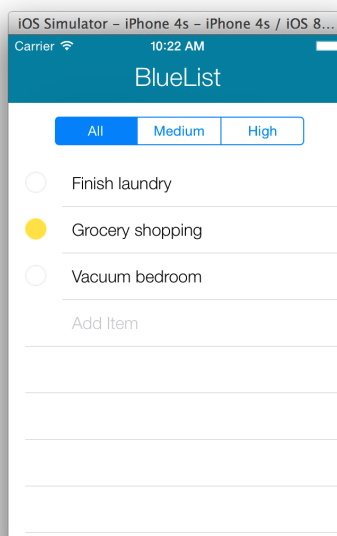 iOS Simulator – iPhone 4s – iPhone 4s / iOS 8...
Carrier 10:22 AM
BlueList
All Medium High
Finish laundry
Grocery shopping
Vacuum bedroom
Add Item